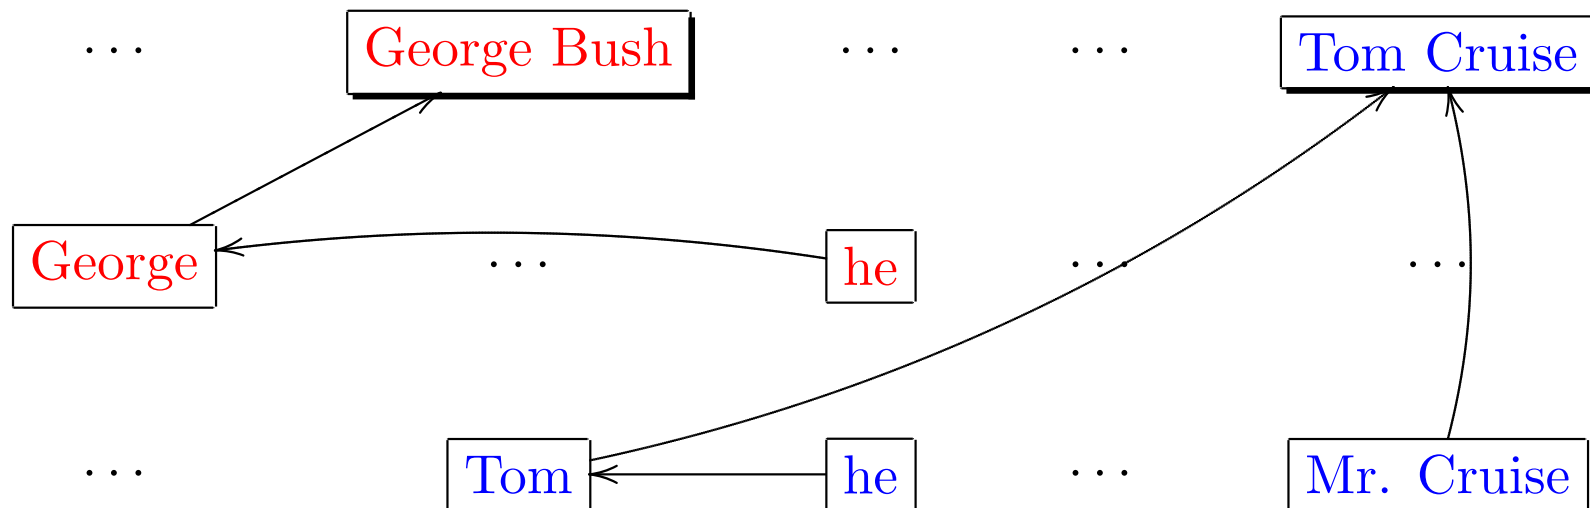 ... George Bush ... ... Tom Cruise
George ... he ... ...
... Tom he ... Mr. Cruise